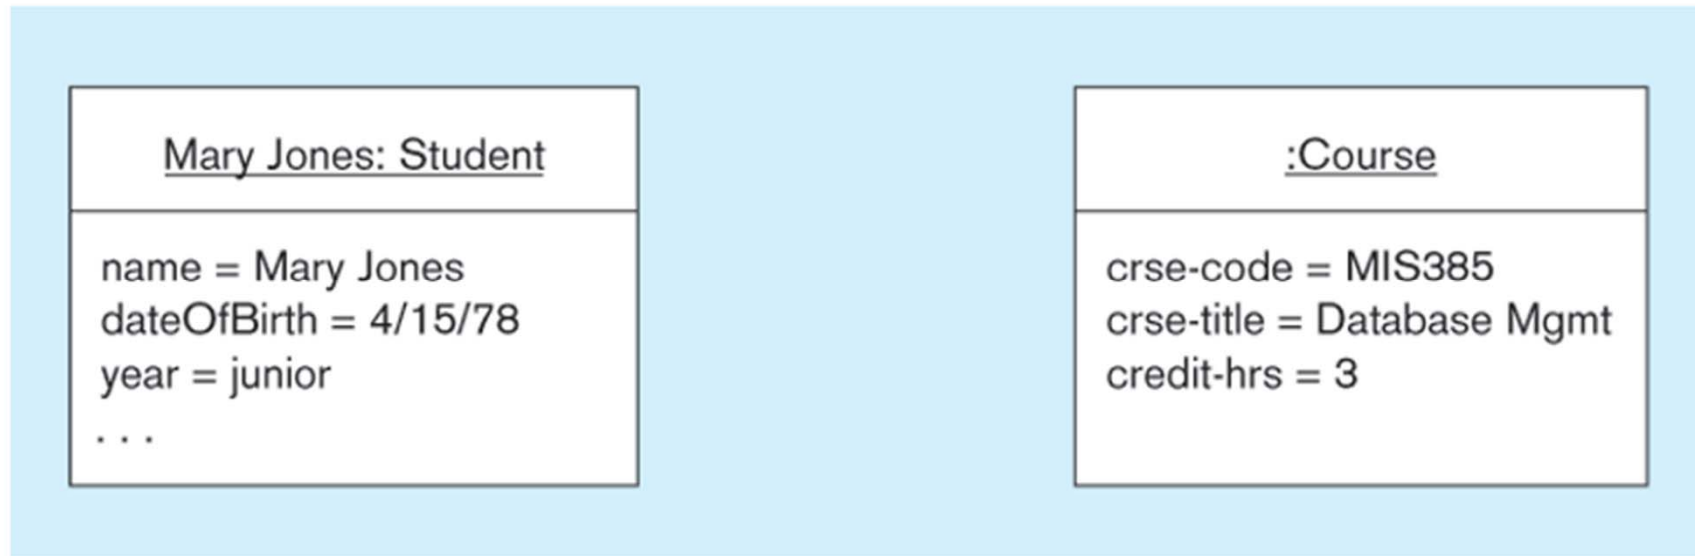 Mary Jones: Student
name = Mary Jones
dateOfBirth = 4/15/78
year = junior
. . .
:Course
crse-code = MIS385
crse-title = Database Mgmt
credit-hrs = 3